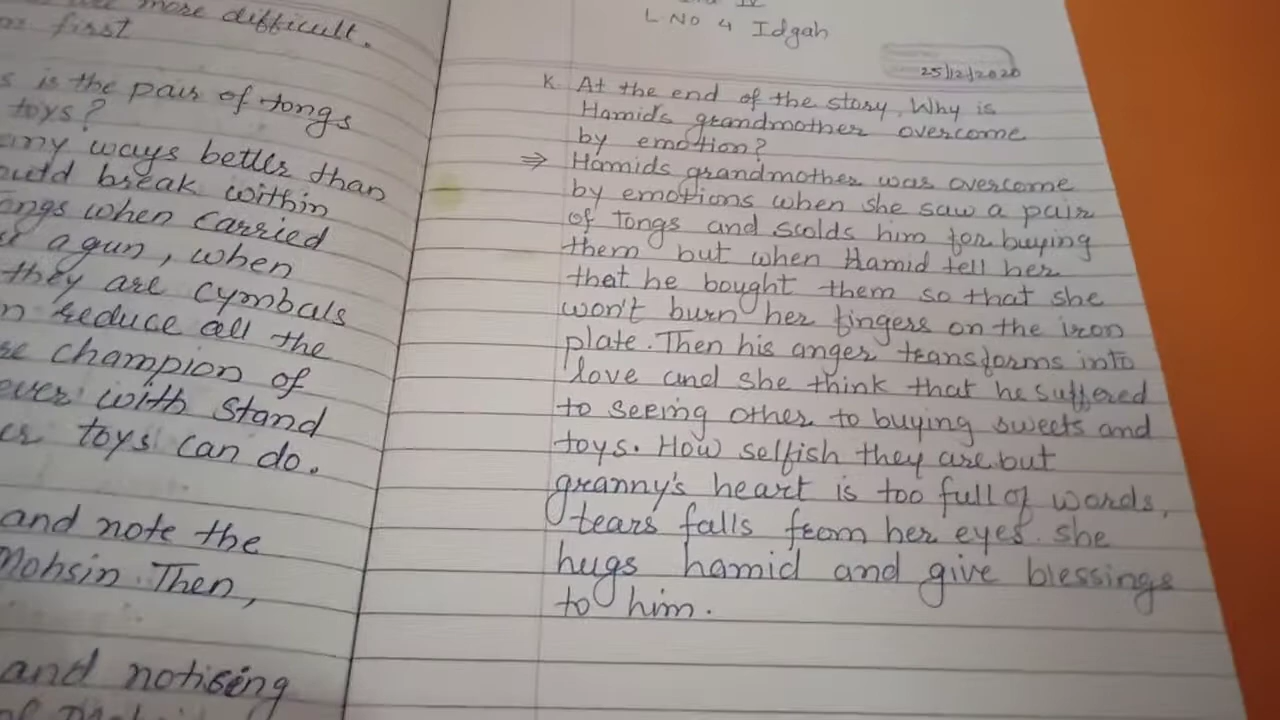 more difficult.
first
s is the pair of tongs
toys?
any ways better than
ould break within
ongs when carried
a gun, when
they are cymbals
n reduce all the
se champion of
ever with stand
er toys can do.
and note the
Mohsin. Then,
and notising
L NO 4 Idgah
25/12/2020
K. At the end of the story, Why is
Hamids grandmother overcome
by emotion?
⇒ Hamids grandmother was overcome
by emotions when she saw a pair
of Tongs and scolds him for buying
them but when Hamid tell her
that he bought them so that she
won't burn her fingers on the iron
plate. Then his anger transforms into
love and she think that he suffered
to seeing other to buying sweets and
toys. How selfish they are but
granny's heart is too full of words,
tears falls from her eyes. she
hugs hamid and give blessings
to him.